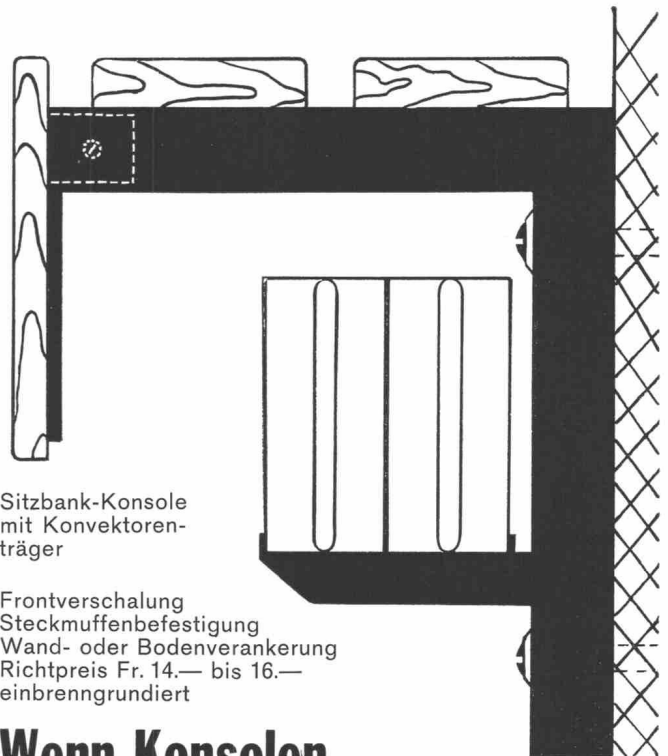 Sitzbank-Konsole
mit Konvektoren-
träger
Frontverschalung
Steckmuffenbefestigung
Wand- oder Bodenverankerung
Richtpreis Fr. 14.— bis 16.—
einbrenngrundiert
Wenn Konsolen